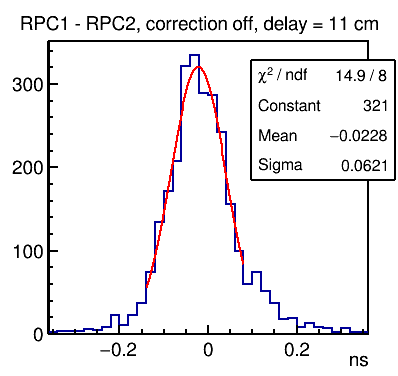 RPC1 - RPC2, correction off, delay = 11 cm
χ² / ndf 14.9 / 8
Constant 321
Mean −0.0228
Sigma 0.0621
300
200
100
0
−0.2 0 0.2
ns